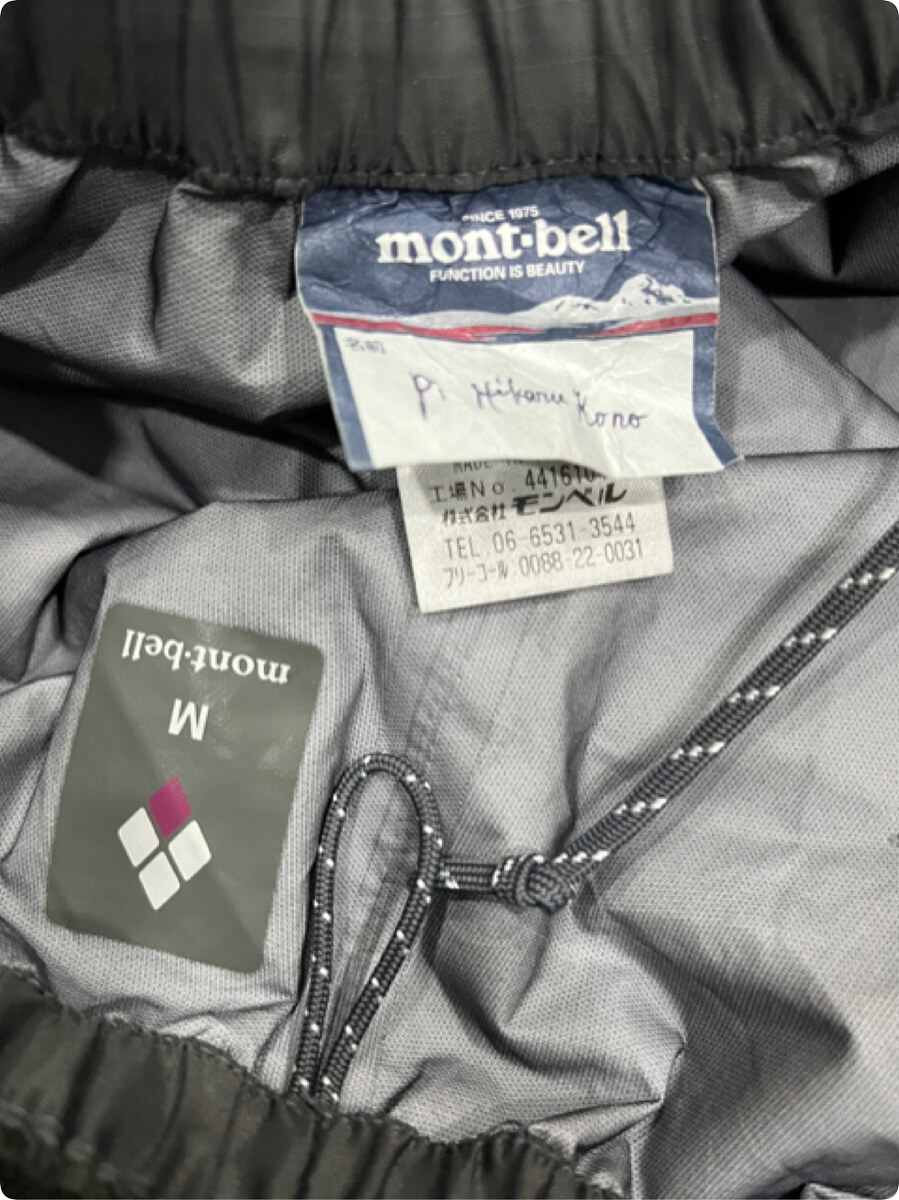 SINCE 1975
mont·bell
FUNCTION IS BEAUTY
名前
Hikaru Kono
MADE
工場No. 441610
株式会社 モンベル
TEL 06-6531-3544
フリーコール 0088-22-0031
mont·bell
M